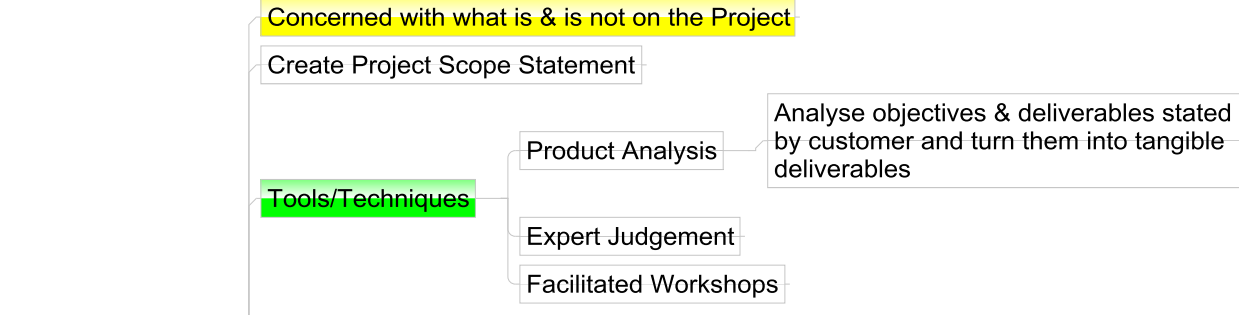 Concerned with what is & is not on the Project
Create Project Scope Statement
Tools/Techniques
Product Analysis
Analyse objectives & deliverables stated
by customer and turn them into tangible
deliverables
Expert Judgement
Facilitated Workshops